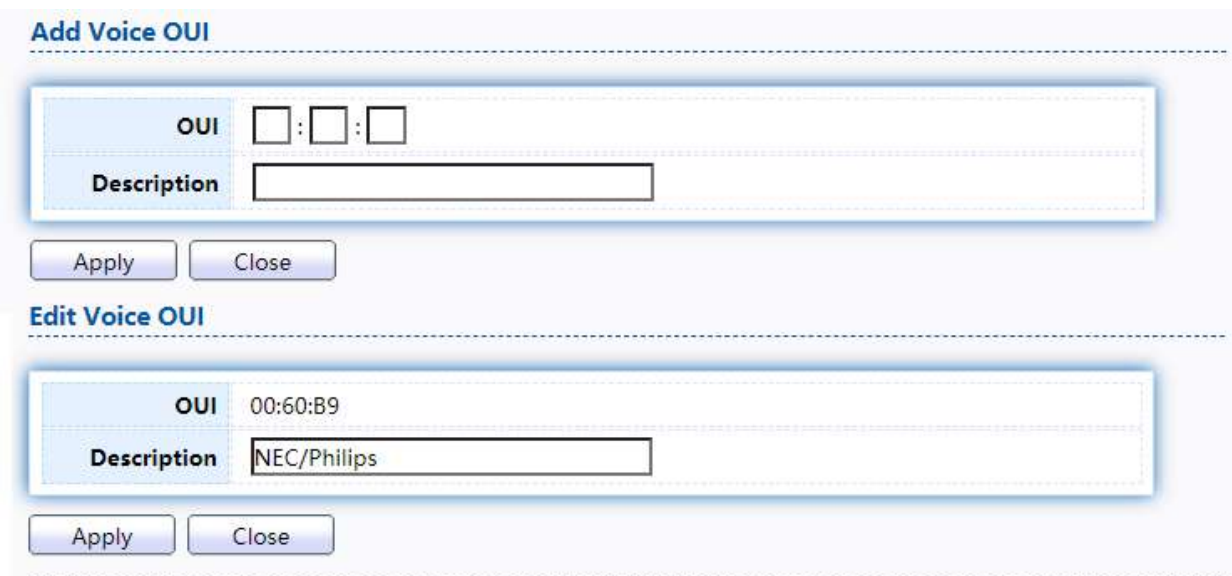 Add Voice OUI
OUI : :
Description
Apply Close
Edit Voice OUI
OUI 00:60:B9
Description NEC/Philips
Apply Close